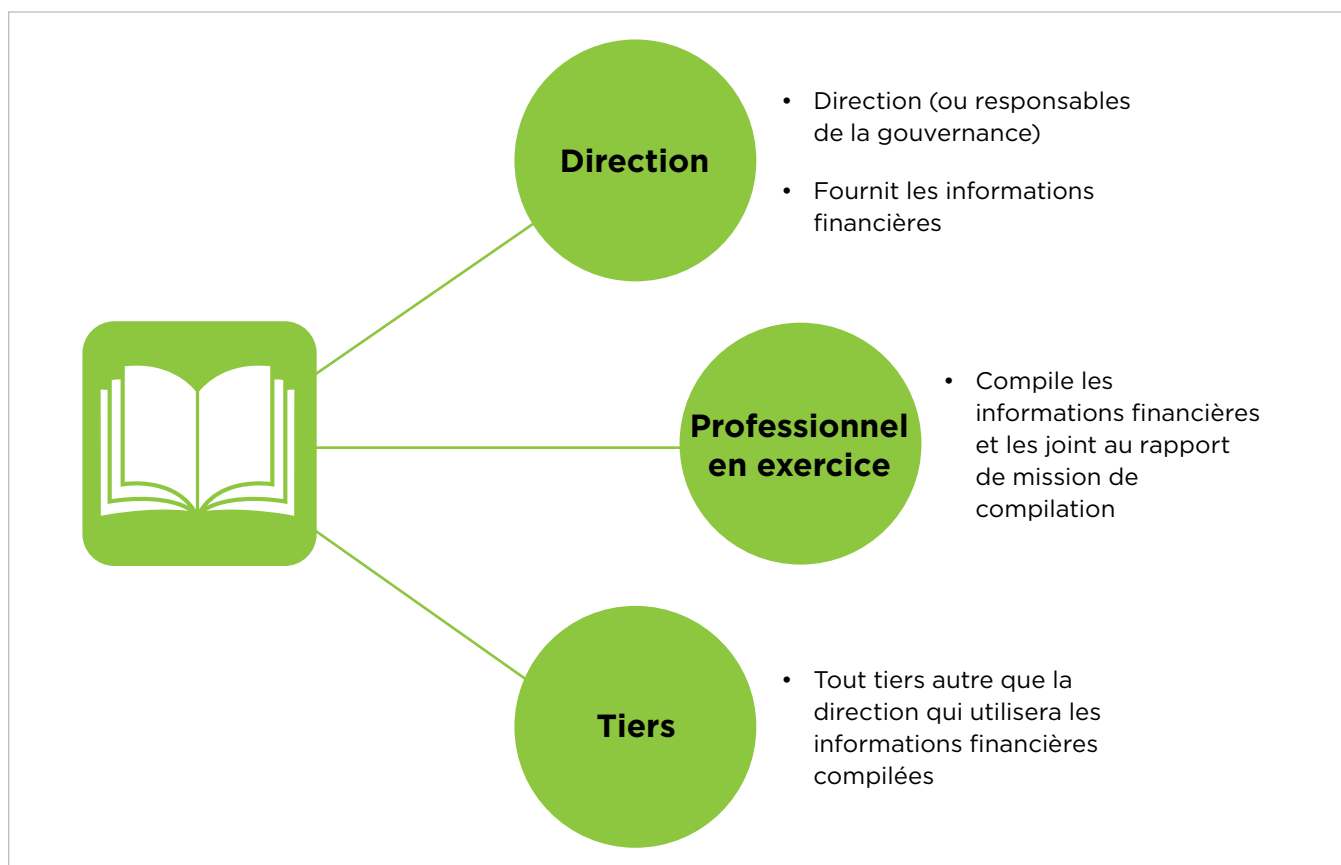 Direction
• Direction (ou responsables
de la gouvernance)
• Fournit les informations
financières
Professionnel
en exercice
• Compile les
informations financières
et les joint au rapport
de mission de
compilation
Tiers
• Tout tiers autre que la
direction qui utilisera les
informations financières
compilées